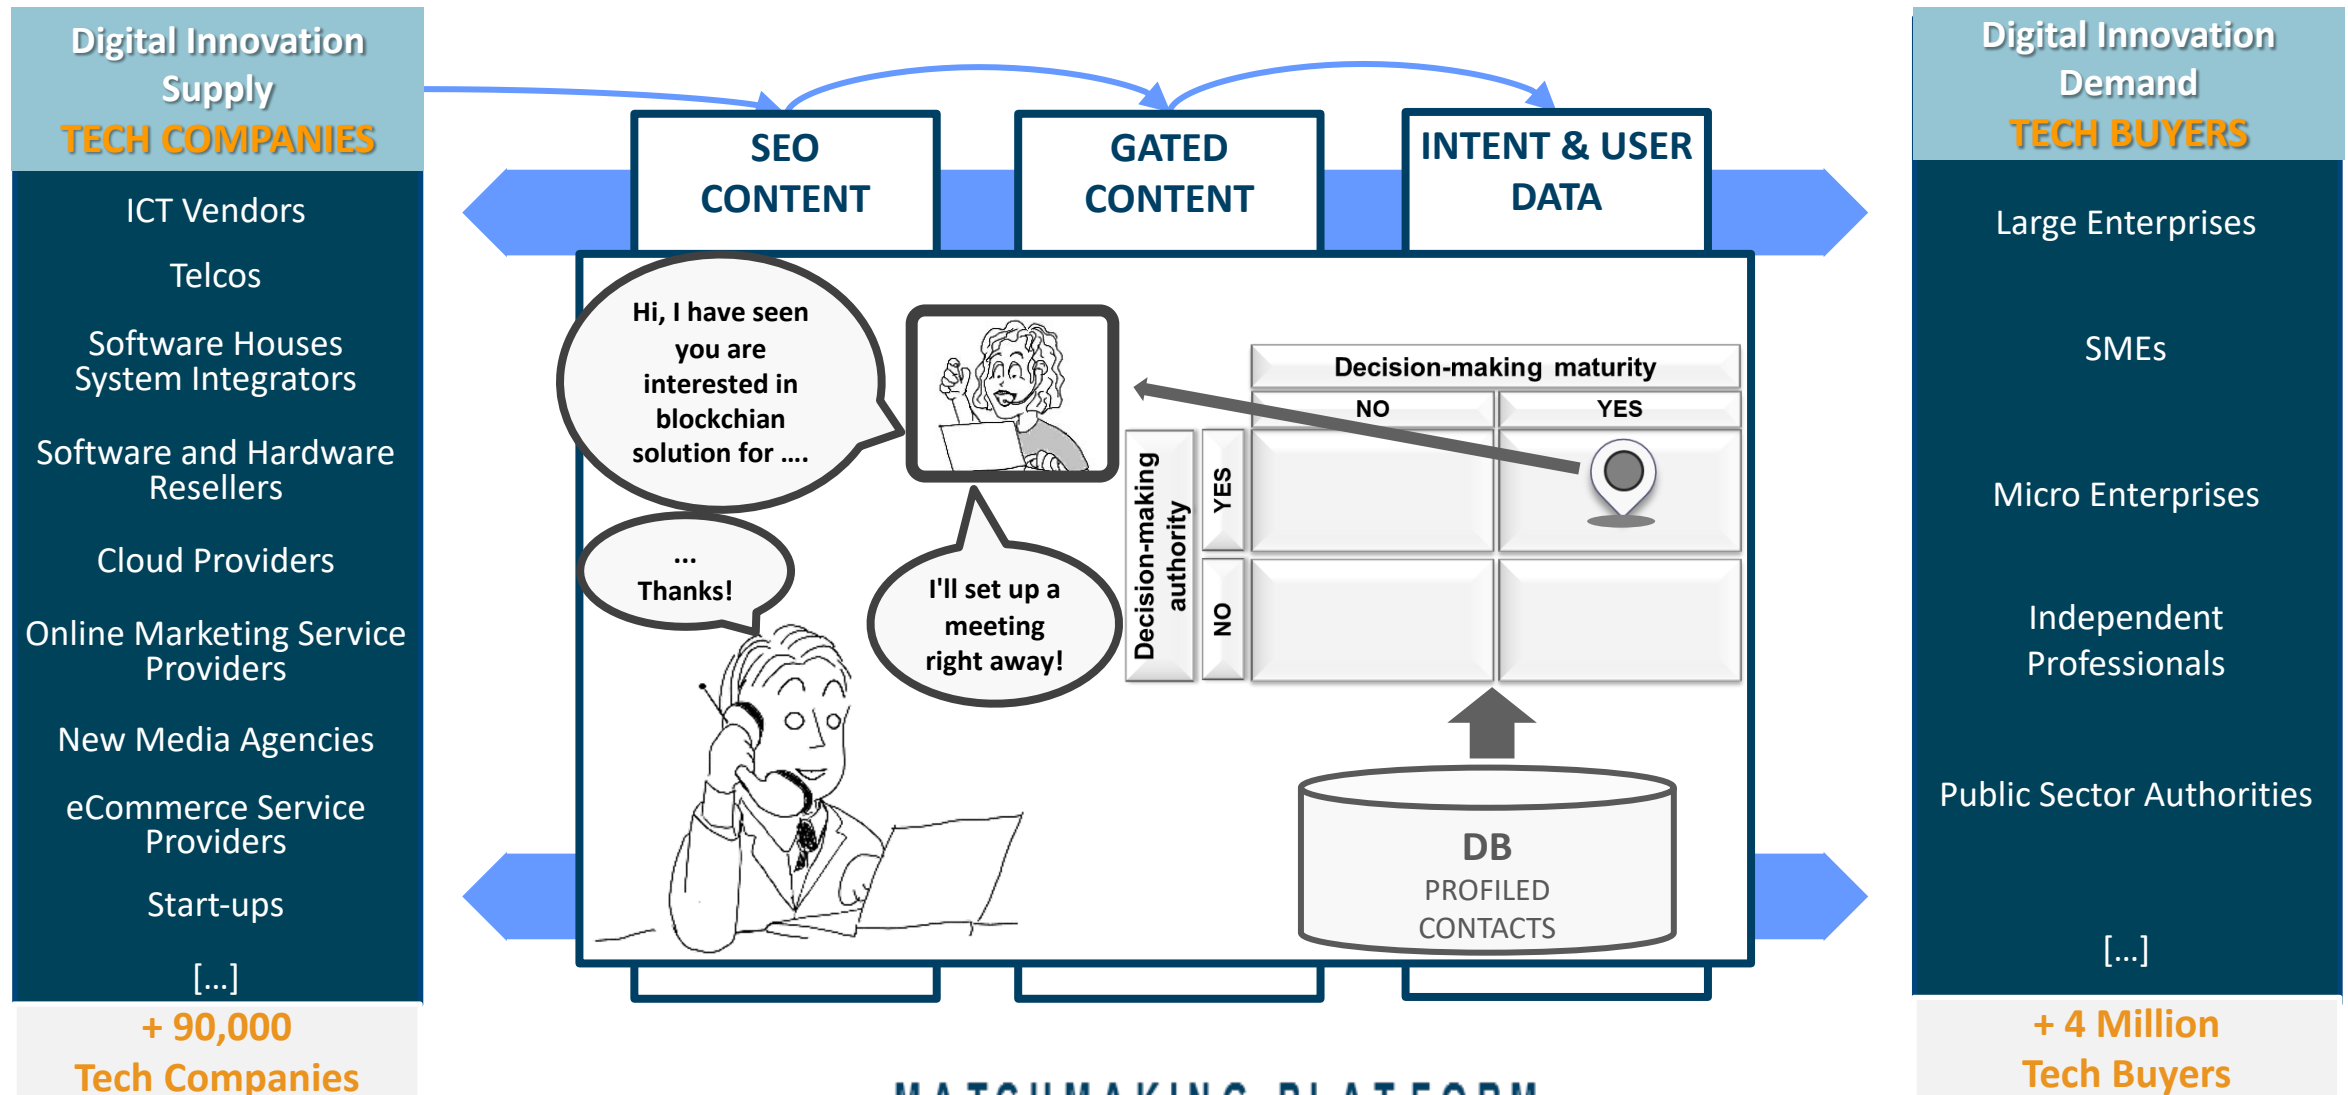 Digital Innovation
Supply
TECH COMPANIES
ICT Vendors
Telcos
Software Houses
System Integrators
Software and Hardware
Resellers
Cloud Providers
Online Marketing Service
Providers
New Media Agencies
eCommerce Service
Providers
Start-ups
[...]
+ 90,000
Tech Companies
SEO
CONTENT
GATED
CONTENT
INTENT & USER
DATA
Hi, I have seen
you are
interested in
blockchian
solution for ....
...
Thanks!
I'll set up a
meeting
right away!
Decision-making maturity
NO
YES
Decision-making
authority
YES
NO
DB
PROFILED
CONTACTS
MATCHMAKING PLATFORM
Digital Innovation
Demand
TECH BUYERS
Large Enterprises
SMEs
Micro Enterprises
Independent
Professionals
Public Sector Authorities
[...]
+ 4 Million
Tech Buyers